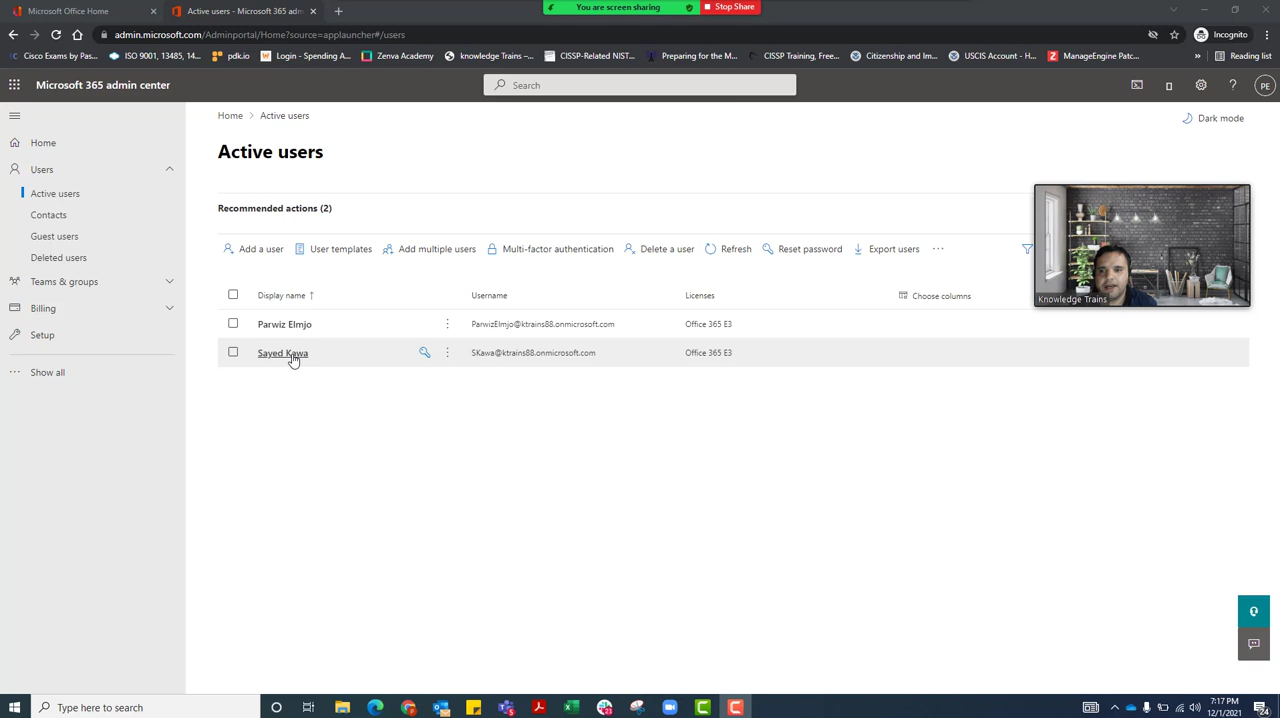 Microsoft Office Home
Active users - Microsoft 365 adm
You are screen sharing
Stop Share
admin.microsoft.com/Adminportal/Home?source=applauncher#/users
Incognito
Cisco Exams by Pas...
ISO 9001, 13485, 14...
pdk.io
Login - Spending A...
Zenva Academy
knowledge Trains -...
CISSP-Related NIST...
Preparing for the M...
CISSP Training, Free...
Citizenship and Im...
USCIS Account | H...
ManageEngine Patc...
Reading list
Microsoft 365 admin center
Search
PE
Home
Active users
Dark mode
Home
Users
Active users
Contacts
Guest users
Deleted users
Teams & groups
Billing
Setup
Show all
Active users
Recommended actions (2)
Add a user
User templates
Add multiple users
Multi-factor authentication
Delete a user
Refresh
Reset password
Export users
Knowledge Trains
Display name ↑
Username
Licenses
Choose columns
Parwiz Elmjo
ParwizElmjo@ktrains88.onmicrosoft.com
Office 365 E3
Sayed Kawa
SKawa@ktrains88.onmicrosoft.com
Office 365 E3
Type here to search
7:17 PM
12/1/2021
24